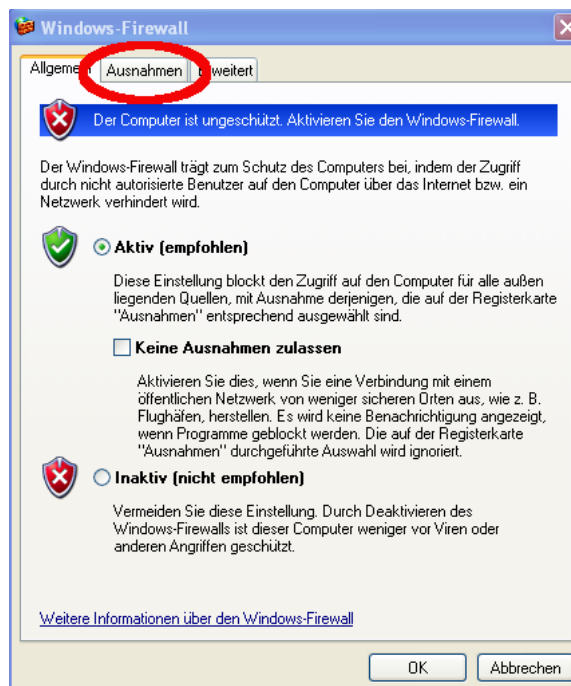 Windows-Firewall
Allgemein Ausnahmen Erweitert
Der Computer ist ungeschützt. Aktivieren Sie den Windows-Firewall.
Der Windows-Firewall trägt zum Schutz des Computers bei, indem der Zugriff
durch nicht autorisierte Benutzer auf den Computer über das Internet bzw. ein
Netzwerk verhindert wird.
Aktiv (empfohlen)
Diese Einstellung blockt den Zugriff auf den Computer für alle außen
liegenden Quellen, mit Ausnahme derjenigen, die auf der Registerkarte
"Ausnahmen" entsprechend ausgewählt sind.
Keine Ausnahmen zulassen
Aktivieren Sie dies, wenn Sie eine Verbindung mit einem
öffentlichen Netzwerk von weniger sicheren Orten aus, wie z. B.
Flughäfen, herstellen. Es wird keine Benachrichtigung angezeigt,
wenn Programme geblockt werden. Die auf der Registerkarte
"Ausnahmen" durchgeführte Auswahl wird ignoriert.
Inaktiv (nicht empfohlen)
Vermeiden Sie diese Einstellung. Durch Deaktivieren des
Windows-Firewalls ist dieser Computer weniger vor Viren oder
anderen Angriffen geschützt.
Weitere Informationen über den Windows-Firewall
OK Abbrechen